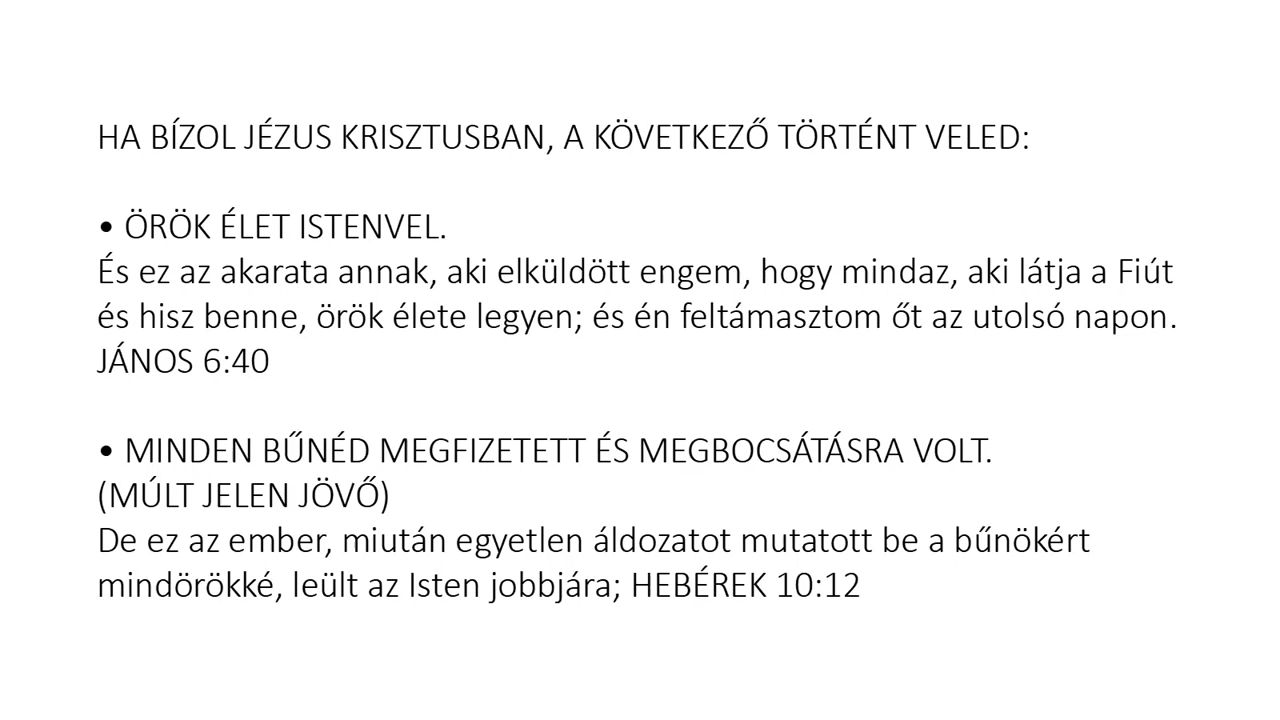 HA BÍZOL JÉZUS KRISZTUSBAN, A KÖVETKEZŐ TÖRTÉNT VELED:
• ÖRÖK ÉLET ISTENVEL.
És ez az akarata annak, aki elküldött engem, hogy mindaz, aki látja a Fiút
és hisz benne, örök élete legyen; és én feltámasztom őt az utolsó napon.
JÁNOS 6:40
• MINDEN BŰNÉD MEGFIZETETT ÉS MEGBOCSÁTÁSRA VOLT.
(MÚLT JELEN JÖVŐ)
De ez az ember, miután egyetlen áldozatot mutatott be a bűnökért
mindörökké, leült az Isten jobbjára; HEBÉREK 10:12